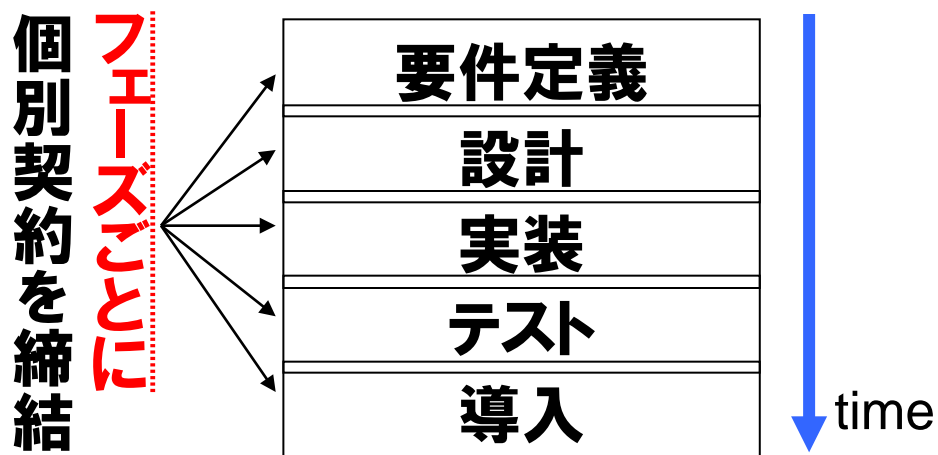 フェーズごとに
個別契約を締結
要件定義
設計
実装
テスト
導入
time